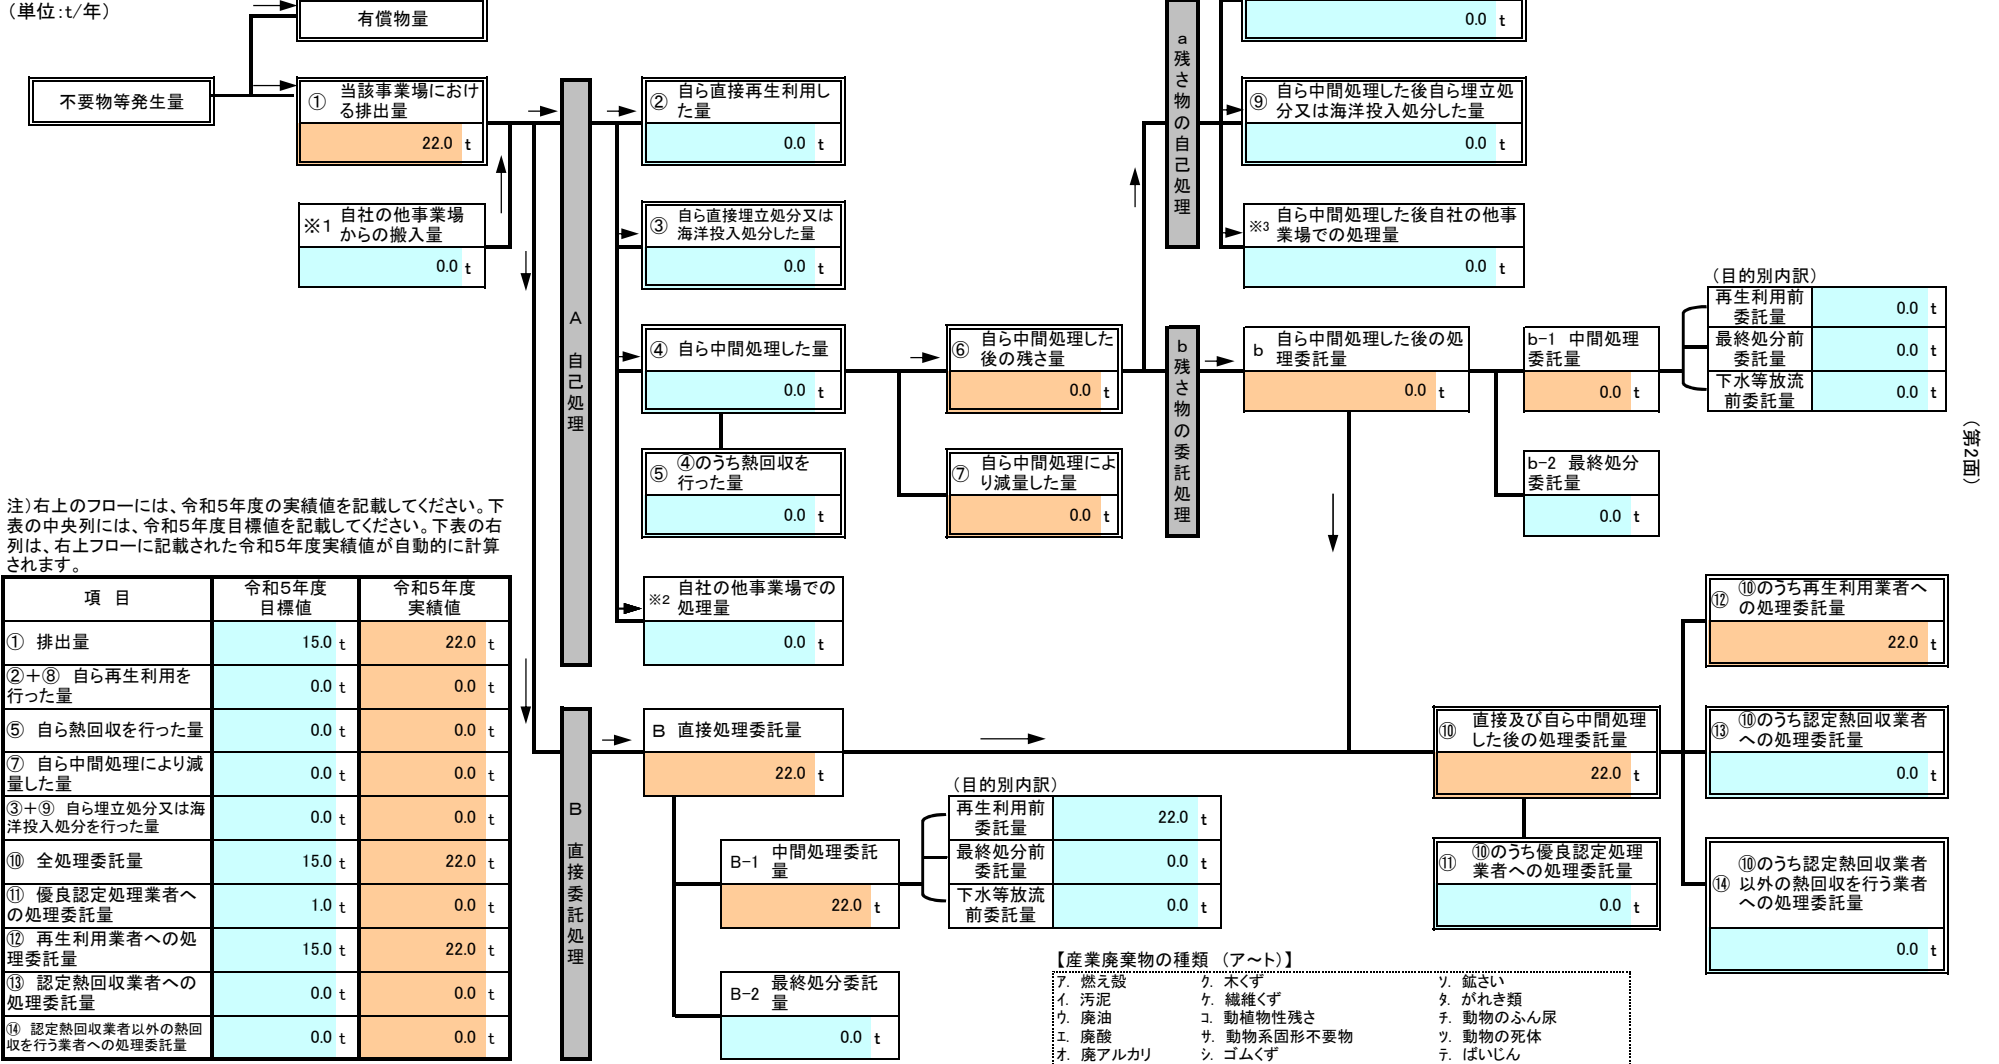 （単位：t/年）
有償物量
不要物等発生量
① 当該事業場におけ
る排出量
22.0 t
※1 自社の他事業場
からの搬入量
0.0 t
A 自己処理
② 自ら直接再生利用し
た量
0.0 t
③ 自ら直接埋立処分又は
海洋投入処分した量
0.0 t
④ 自ら中間処理した量
0.0 t
⑤ ④のうち熱回収を
行った量
0.0 t
※2 自社の他事業場での
処理量
0.0 t
⑥ 自ら中間処理した
後の残さ量
0.0 t
⑦ 自ら中間処理によ
り減量した量
0.0 t
a残さ物の自己処理
0.0 t
⑨ 自ら中間処理した後自ら埋立処
分又は海洋投入処分した量
0.0 t
※3 自ら中間処理した後自社の他事
業場での処理量
0.0 t
b残さ物の委託処理
b 自ら中間処理した後の処
理委託量
0.0 t
b-1 中間処理
委託量
0.0 t
（目的別内訳）
再生利用前
委託量
0.0 t
最終処分前
委託量
0.0 t
下水等放流
前委託量
0.0 t
b-2 最終処分
委託量
0.0 t
（第2面）
注）右上のフローには、令和5年度の実績値を記載してください。下
表の中央列には、令和5年度目標値を記載してください。下表の右
列は、右上フローに記載された令和5年度実績値が自動的に計算
されます。
項 目 令和5年度 目標値 令和5年度 実績値
① 排出量 15.0 t 22.0 t
②＋⑧ 自ら再生利用を
行った量 0.0 t 0.0 t
⑤ 自ら熱回収を行った量 0.0 t 0.0 t
⑦ 自ら中間処理により減
量した量 0.0 t 0.0 t
③＋⑨ 自ら埋立処分又は海
洋投入処分を行った量 0.0 t 0.0 t
⑩ 全処理委託量 15.0 t 22.0 t
⑪ 優良認定処理業者へ
の処理委託量 1.0 t 0.0 t
⑫ 再生利用業者への処
理委託量 15.0 t 22.0 t
⑬ 認定熱回収業者への
処理委託量 0.0 t 0.0 t
⑭ 認定熱回収業者以外の熱回
収を行う業者への処理委託量 0.0 t 0.0 t
B 直接委託処理
B 直接処理委託量
22.0 t
B-1 中間処理委託
量
22.0 t
（目的別内訳）
再生利用前
委託量
22.0 t
最終処分前
委託量
0.0 t
下水等放流
前委託量
0.0 t
B-2 最終処分委託
量
0.0 t
⑩ 直接及び自ら中間処理
した後の処理委託量
22.0 t
⑪ ⑩のうち優良認定処理
業者への処理委託量
0.0 t
⑫ ⑩のうち再生利用業者へ
の処理委託量
22.0 t
⑬ ⑩のうち認定熱回収業者
への処理委託量
0.0 t
⑭ ⑩のうち認定熱回収業者
以外の熱回収を行う業者
への処理委託量
0.0 t
【産業廃棄物の種類 （ア～ト）】
ア. 燃え殻 ク. 木くず ソ. 鉱さい
イ. 汚泥 ケ. 繊維くず タ. がれき類
ウ. 廃油 コ. 動植物性残さ チ. 動物のふん尿
エ. 廃酸 サ. 動物系固形不要物 ツ. 動物の死体
オ. 廃アルカリ シ. ゴムくず テ. ばいじん